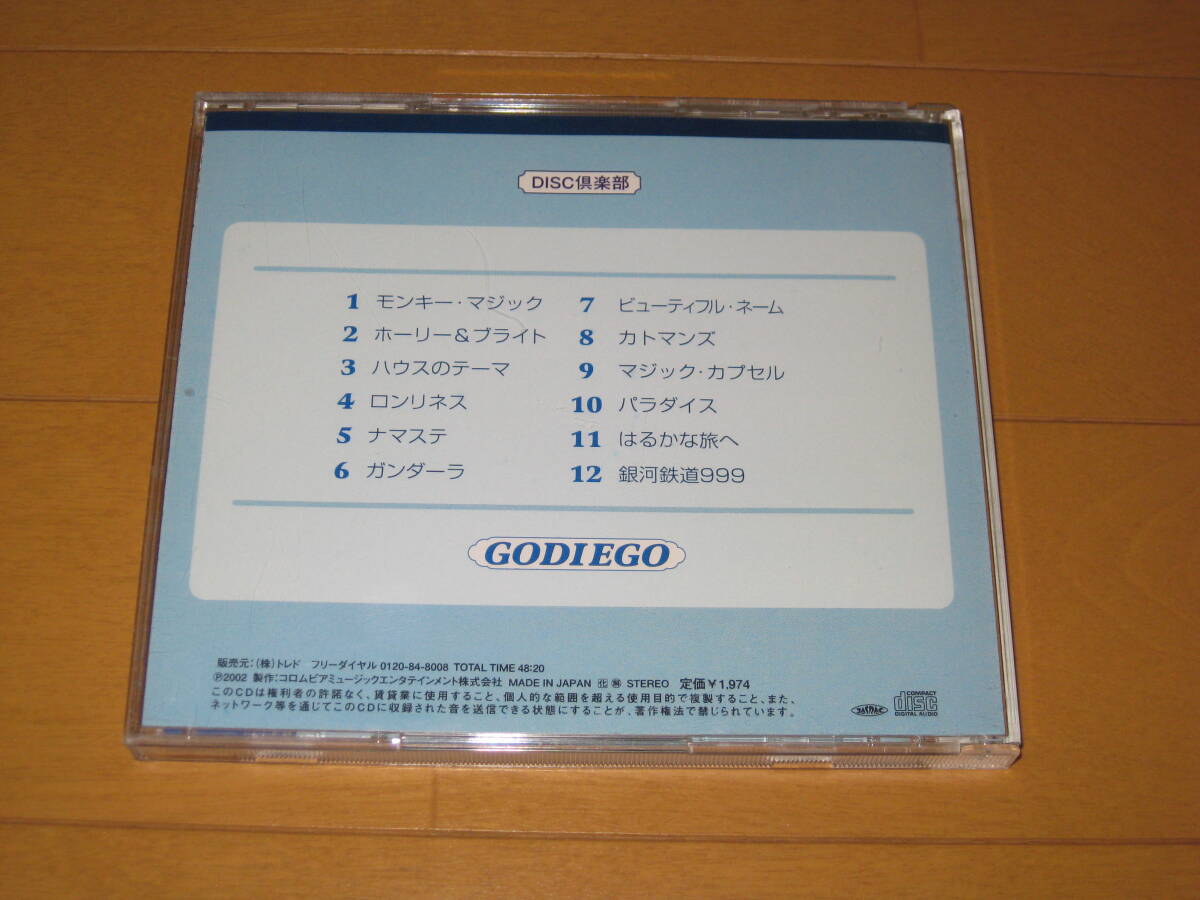 DISC倶楽部
1 モンキー・マジック
2 ホーリー＆ブライト
3 ハウスのテーマ
4 ロンリネス
5 ナマステ
6 ガンダーラ
7 ビューティフル・ネーム
8 カトマンズ
9 マジック・カプセル
10 パラダイス
11 はるかな旅へ
12 銀河鉄道999
GODIEGO
販売元：（株）トレド フリーダイヤル 0120-84-8008 TOTAL TIME 48:20
Ⓟ2002 製作：コロムビアミュージックエンタテインメント株式会社 MADE IN JAPAN STEREO 定価￥1,974
このCDは権利者の許諾なく、賃貸業に使用すること、個人的な範囲を超える使用目的で複製すること、また、
ネットワーク等を通じてこのCDに収録された音を送信できる状態にすることが、著作権法で禁じられています。
COMPACT
disc
DIGITAL AUDIO